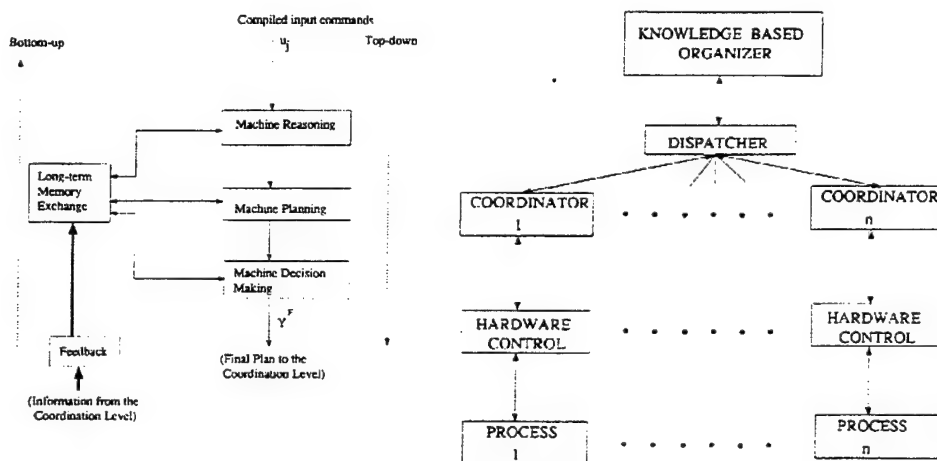 Compiled input commands
Bottom-up
u_j
Top-down
Machine Reasoning
Long-term
Memory
Exchange
Machine Planning
Machine Decision
Making
Y^F
Feedback
(Final Plan to the
Coordination Level)
(Information from the
Coordination Level)
KNOWLEDGE BASED
ORGANIZER
DISPATCHER
COORDINATOR
1
COORDINATOR
n
HARDWARE
CONTROL
HARDWARE
CONTROL
PROCESS
1
PROCESS
n